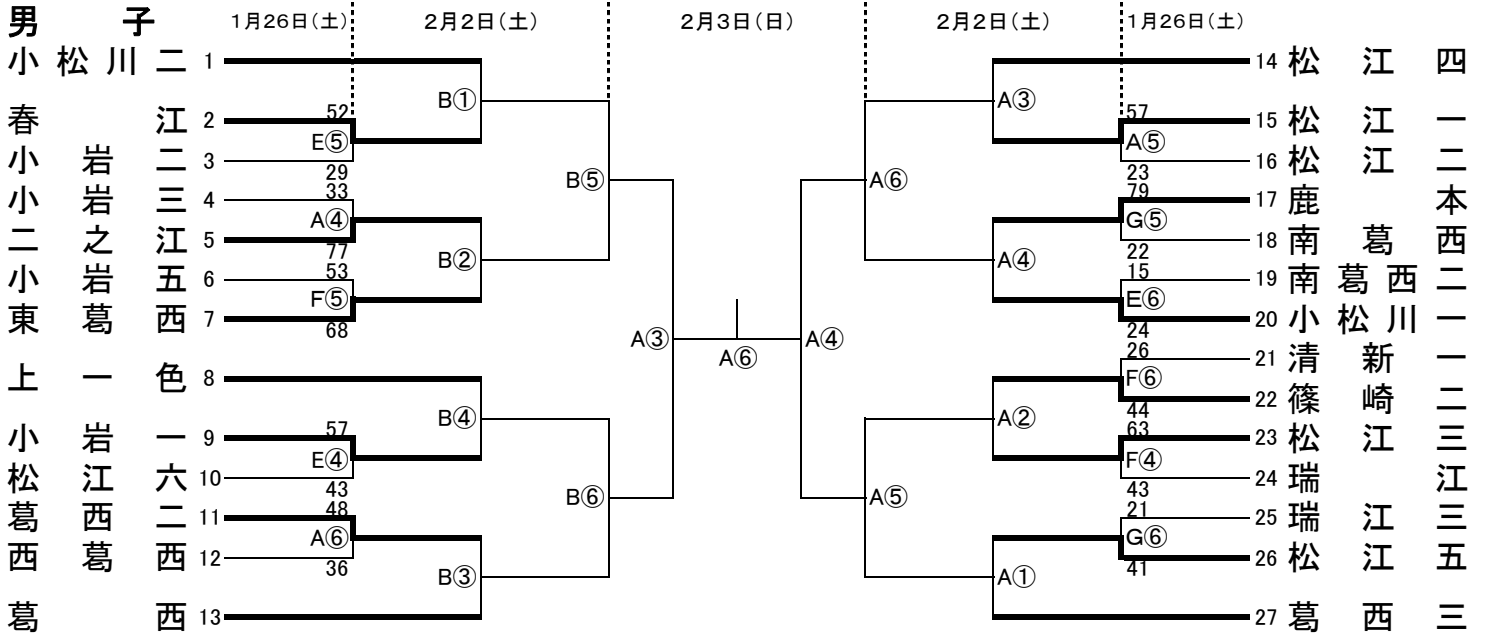 男子 1月26日(土) 2月2日(土) 2月3日(日) 2月2日(土) 1月26日(土)
小松川二 1 14 松江四
B① A③
春江 2 52 57 15 松江一
E⑤ A⑤
小岩二 3 16 松江二
29 23
B⑤ A⑥
小岩三 4 33 79 17 鹿本
A④ G⑤
二之江 5 18 南葛西
77 22
B② A④
小岩五 6 53 15 19 南葛西二
F⑤ E⑥
東葛西 7 20 小松川一
68 24
A③ A⑥ A④
26 21 清新一
上一色 8 F⑥
22 篠崎二
44
B④ A②
小岩一 9 57 63 23 松江三
E④ F④
松江六 10 24 瑞江
43 43
B⑥ A⑤
葛西二 11 48 21 25 瑞江三
A⑥ G⑥
西葛西 12 26 松江五
36 41
B③ A①
葛西 13 27 葛西三